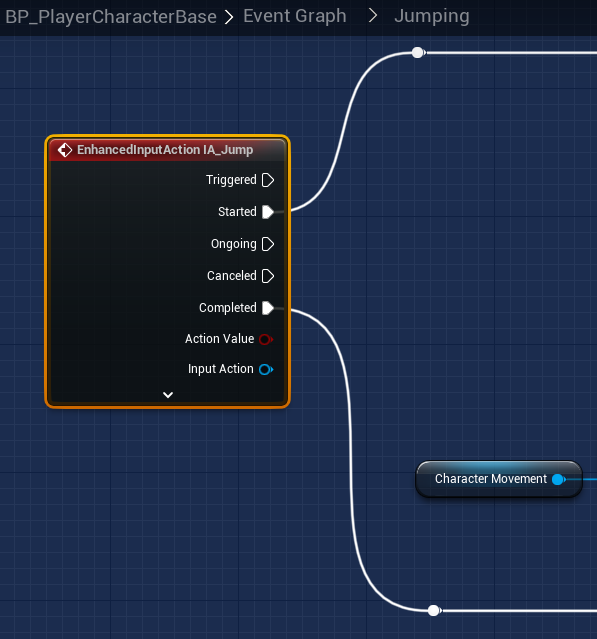 BP_PlayerCharacterBase > Event Graph > Jumping
EnhancedInputAction IA_Jump
Triggered
Started
Ongoing
Canceled
Completed
Action Value
Input Action
Character Movement